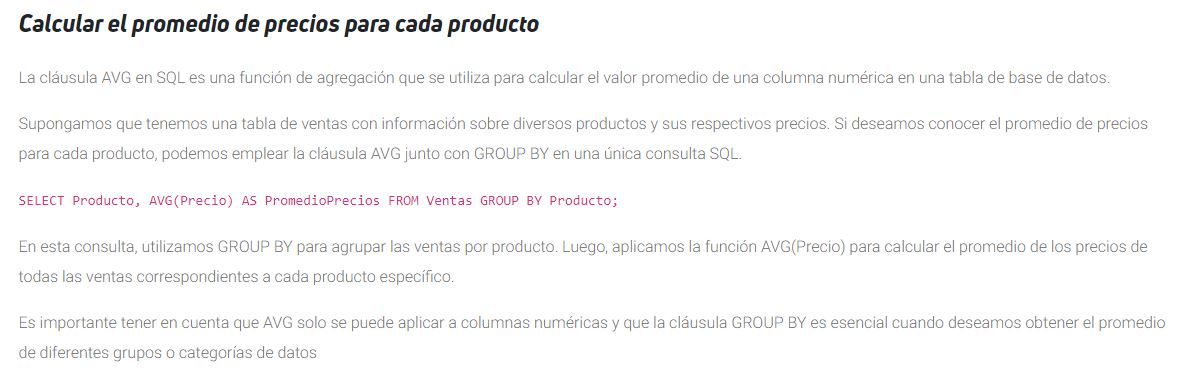 Calcular el promedio de precios para cada producto
La cláusula AVG en SQL es una función de agregación que se utiliza para calcular el valor promedio de una columna numérica en una tabla de base de datos.
Supongamos que tenemos una tabla de ventas con información sobre diversos productos y sus respectivos precios. Si deseamos conocer el promedio de precios
para cada producto, podemos emplear la cláusula AVG junto con GROUP BY en una única consulta SQL.
SELECT Producto, AVG(Precio) AS PromedioPrecios FROM Ventas GROUP BY Producto;
En esta consulta, utilizamos GROUP BY para agrupar las ventas por producto. Luego, aplicamos la función AVG(Precio) para calcular el promedio de los precios de
todas las ventas correspondientes a cada producto específico.
Es importante tener en cuenta que AVG solo se puede aplicar a columnas numéricas y que la cláusula GROUP BY es esencial cuando deseamos obtener el promedio
de diferentes grupos o categorías de datos